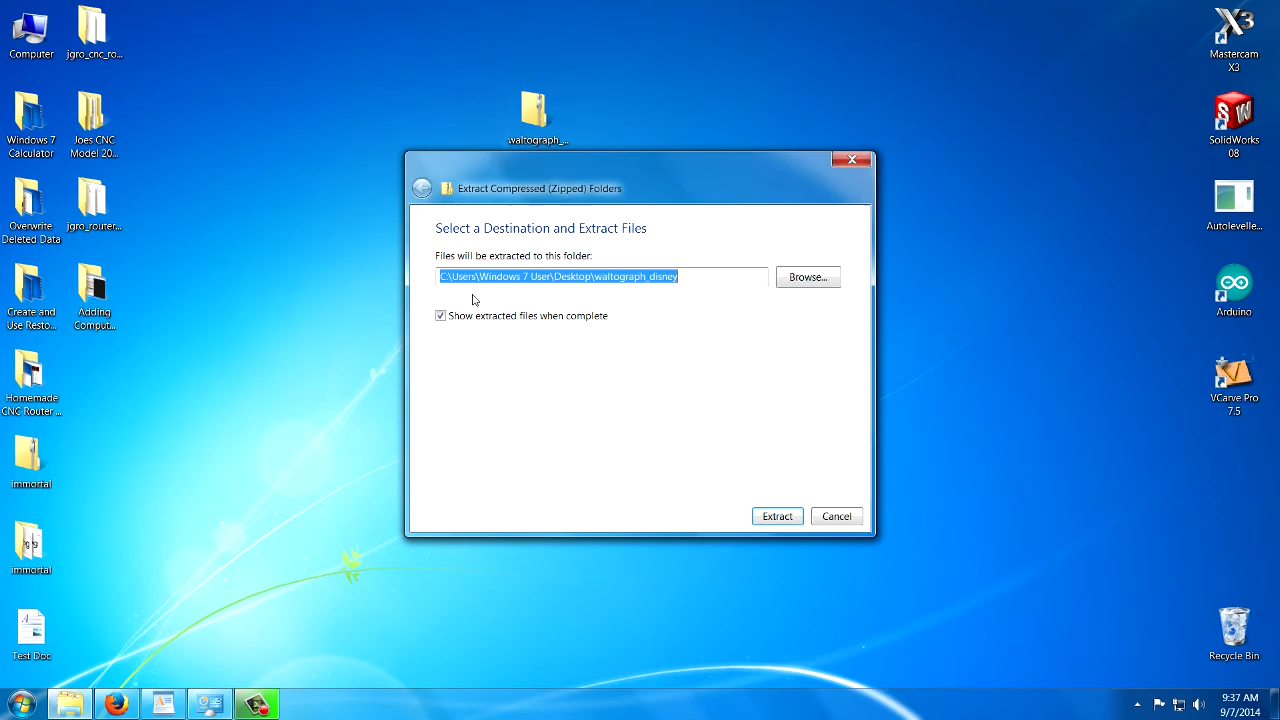 Computer
jgro_cnc_ro...
Windows 7
Calculator
Joes CNC
Model 20...
Overwrite
Deleted Data
jgro_router...
Create and
Use Resto...
Adding
Comput...
Homemade
CNC Router ...
immortal
immortal
Test Doc
waltograph_...
Extract Compressed (Zipped) Folders
Select a Destination and Extract Files
Files will be extracted to this folder:
C:\Users\Windows 7 User\Desktop\waltograph_disney
Browse...
Show extracted files when complete
Extract
Cancel
X3
Mastercam
X3
SolidWorks
08
Autolevelle...
Arduino
VCarve Pro
7.5
Recycle Bin
9:37 AM
9/7/2014